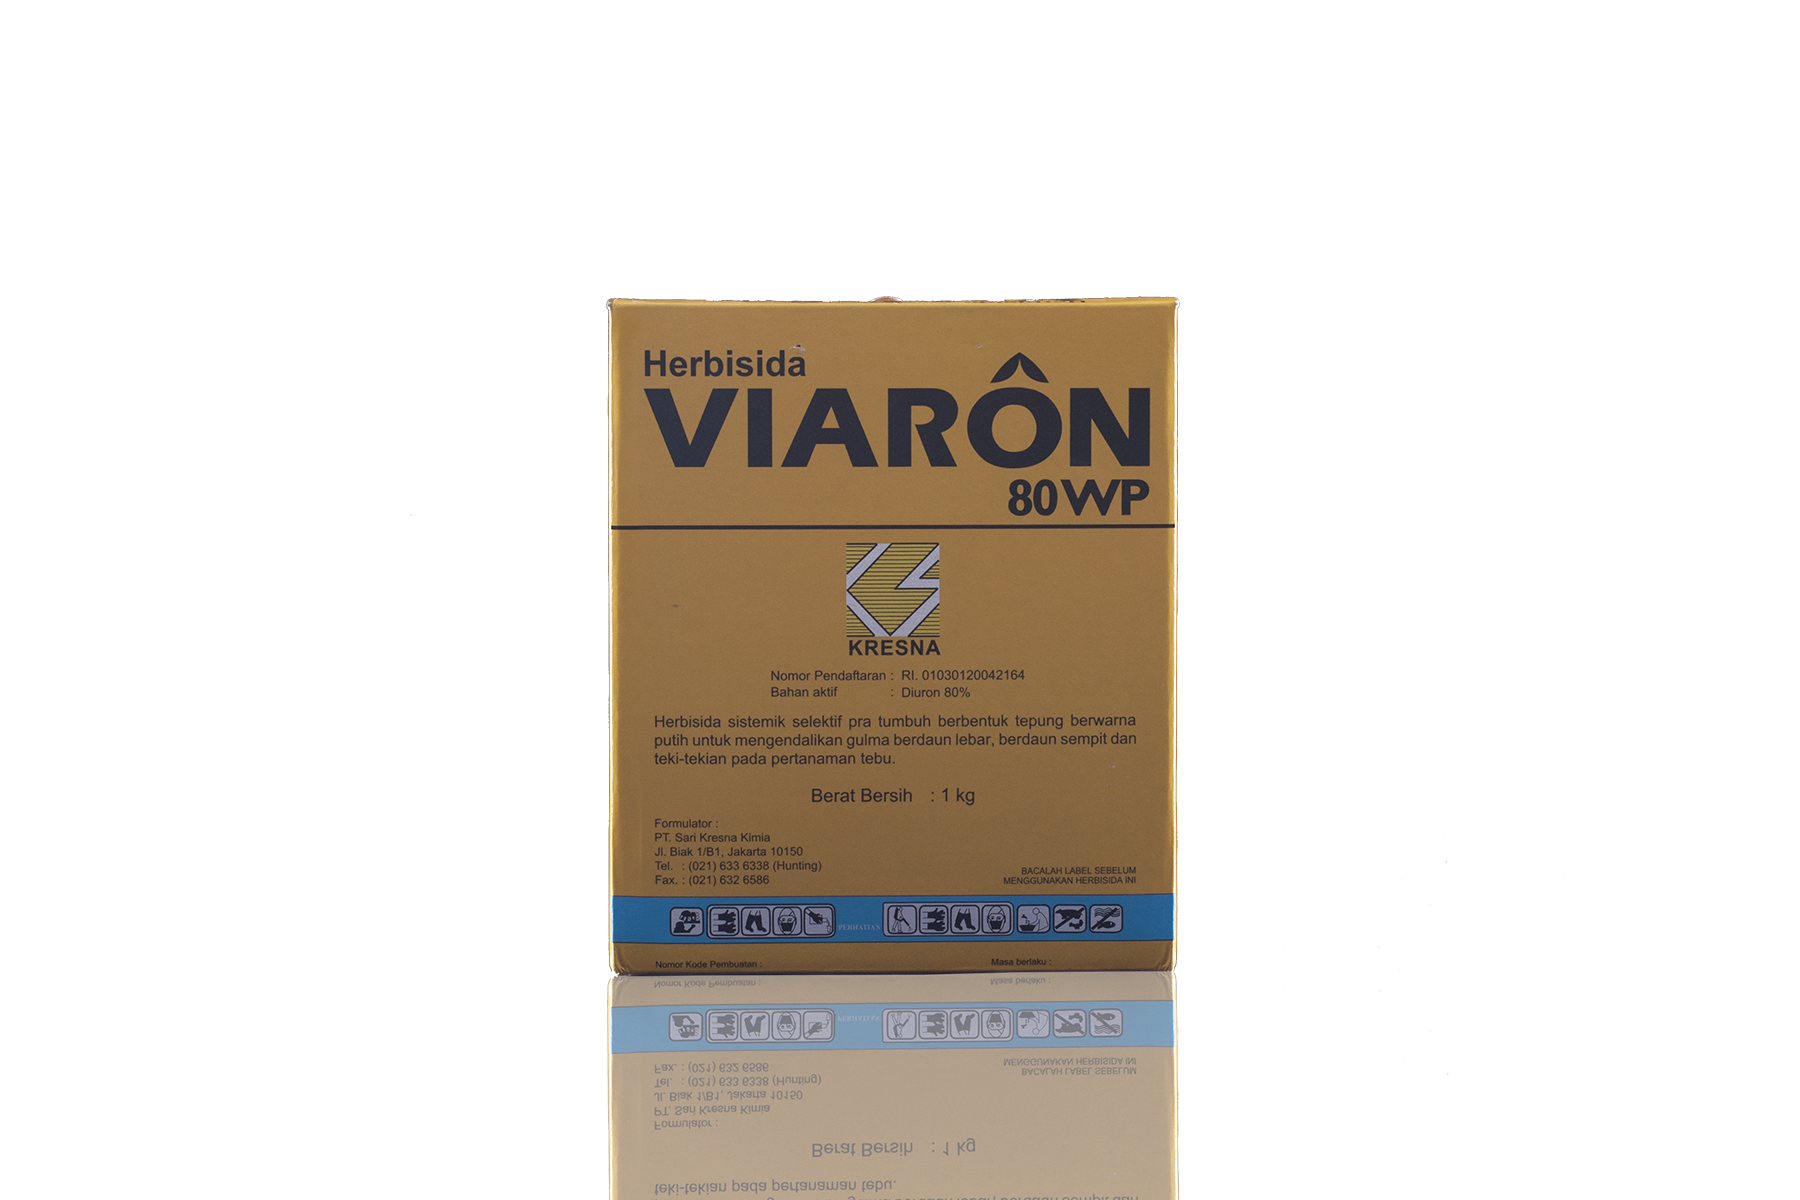 Herbisida
VIARÔN
80 WP
KRESNA
Nomor Pendaftaran : RI. 01030120042164
Bahan aktif : Diuron 80%
Herbisida sistemik selektif pra tumbuh berbentuk tepung berwarna
putih untuk mengendalikan gulma berdaun lebar, berdaun sempit dan
teki-tekian pada pertanaman tebu.
Berat Bersih : 1 kg
Formulator :
PT. Sari Kresna Kimia
Jl. Biak 1/B1, Jakarta 10150
Tel. : (021) 633 6338 (Hunting)
Fax. : (021) 632 6586
BACALAH LABEL SEBELUM
MENGGUNAKAN HERBISIDA INI
PERHATIAN
Nomor Kode Pembuatan :
Masa berlaku :